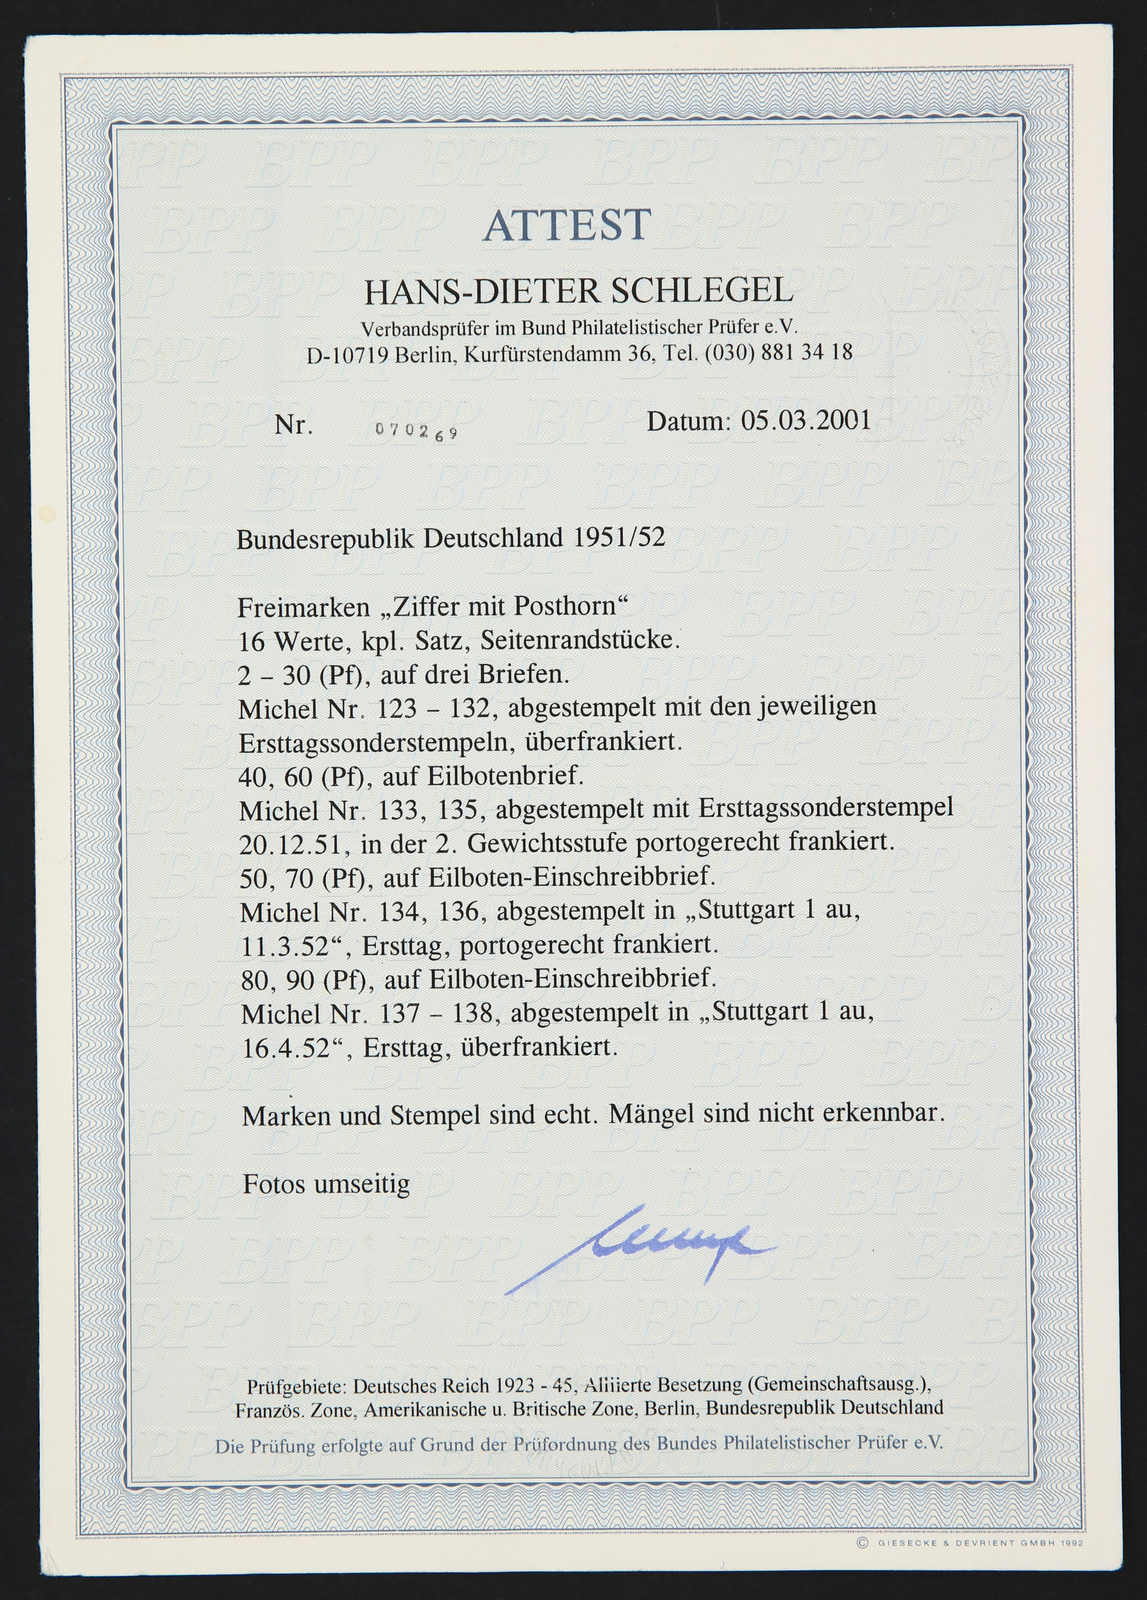 ATTEST
HANS-DIETER SCHLEGEL
Verbandsprüfer im Bund Philatelistischer Prüfer e.V.
D-10719 Berlin, Kurfürstendamm 36, Tel. (030) 881 34 18
Nr. 070269 Datum: 05.03.2001
Bundesrepublik Deutschland 1951/52
Freimarken „Ziffer mit Posthorn“
16 Werte, kpl. Satz, Seitenrandstücke.
2 – 30 (Pf), auf drei Briefen.
Michel Nr. 123 – 132, abgestempelt mit den jeweiligen
Ersttagssonderstempeln, überfrankiert.
40, 60 (Pf), auf Eilbotenbrief.
Michel Nr. 133, 135, abgestempelt mit Ersttagssonderstempel
20.12.51, in der 2. Gewichtsstufe portogerecht frankiert.
50, 70 (Pf), auf Eilboten-Einschreibbrief.
Michel Nr. 134, 136, abgestempelt in „Stuttgart 1 au,
11.3.52“, Ersttag, portogerecht frankiert.
80, 90 (Pf), auf Eilboten-Einschreibbrief.
Michel Nr. 137 – 138, abgestempelt in „Stuttgart 1 au,
16.4.52“, Ersttag, überfrankiert.
Marken und Stempel sind echt. Mängel sind nicht erkennbar.
Fotos umseitig
Prüfgebiete: Deutsches Reich 1923 - 45, Alliierte Besetzung (Gemeinschaftsausg.),
Französ. Zone, Amerikanische u. Britische Zone, Berlin, Bundesrepublik Deutschland
Die Prüfung erfolgte auf Grund der Prüfordnung des Bundes Philatelistischer Prüfer e.V.
© GIESECKE & DEVRIENT GMBH 1992